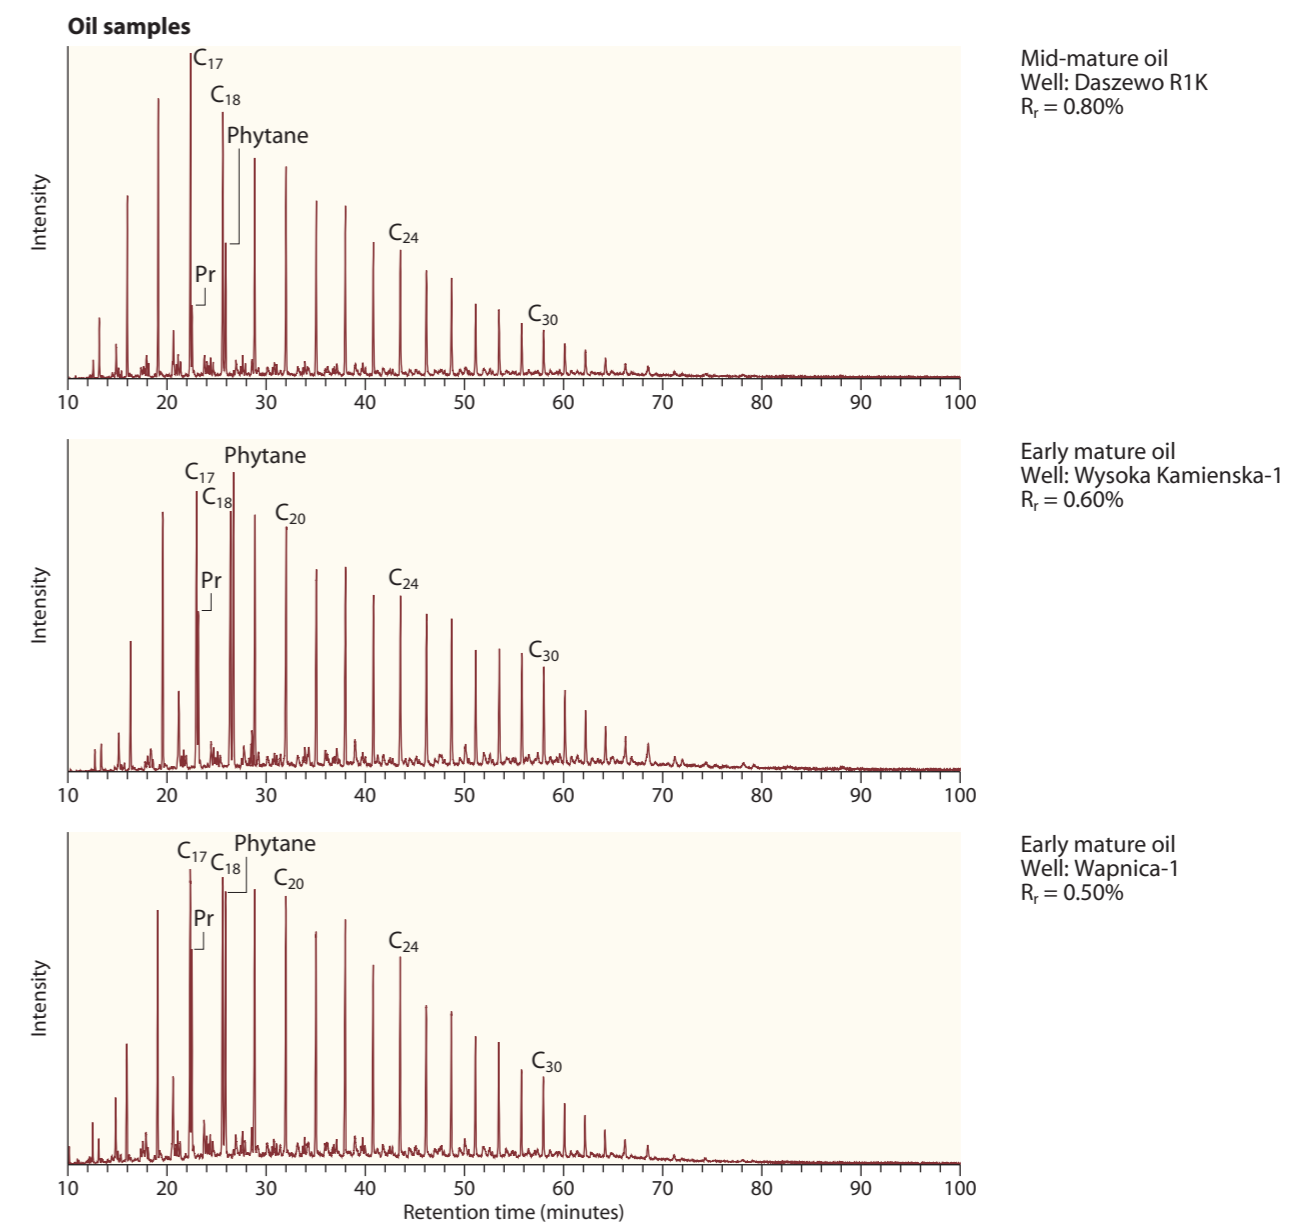 Oil samples
C17
C18
Phytane
Pr
C24
C30
Intensity
10 20 30 40 50 60 70 80 90 100
Mid-mature oil
Well: Daszewo R1K
Rr = 0.80%
Phytane
C17
C18
C20
Pr
C24
C30
Intensity
10 20 30 40 50 60 70 80 90 100
Early mature oil
Well: Wysoka Kamienska-1
Rr = 0.60%
Phytane
C17
C18
C20
Pr
C24
C30
Intensity
10 20 30 40 50 60 70 80 90 100
Retention time (minutes)
Early mature oil
Well: Wapnica-1
Rr = 0.50%